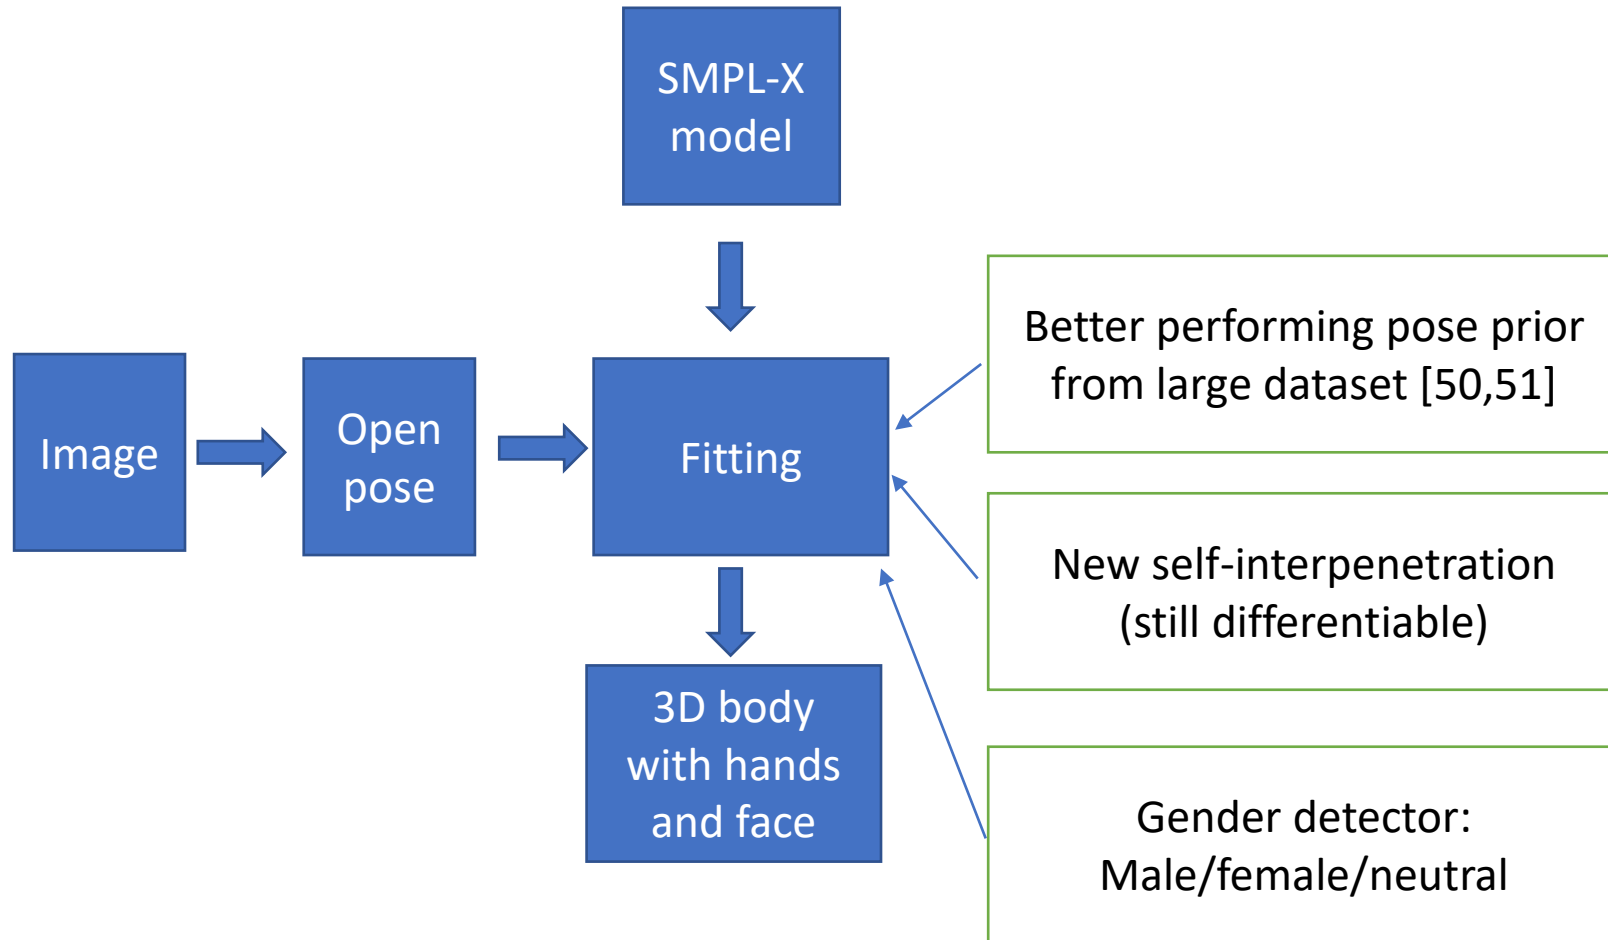 SMPL-X
model
Image
Open
pose
Fitting
3D body
with hands
and face
Better performing pose prior
from large dataset [50,51]
New self-interpenetration
(still differentiable)
Gender detector:
Male/female/neutral